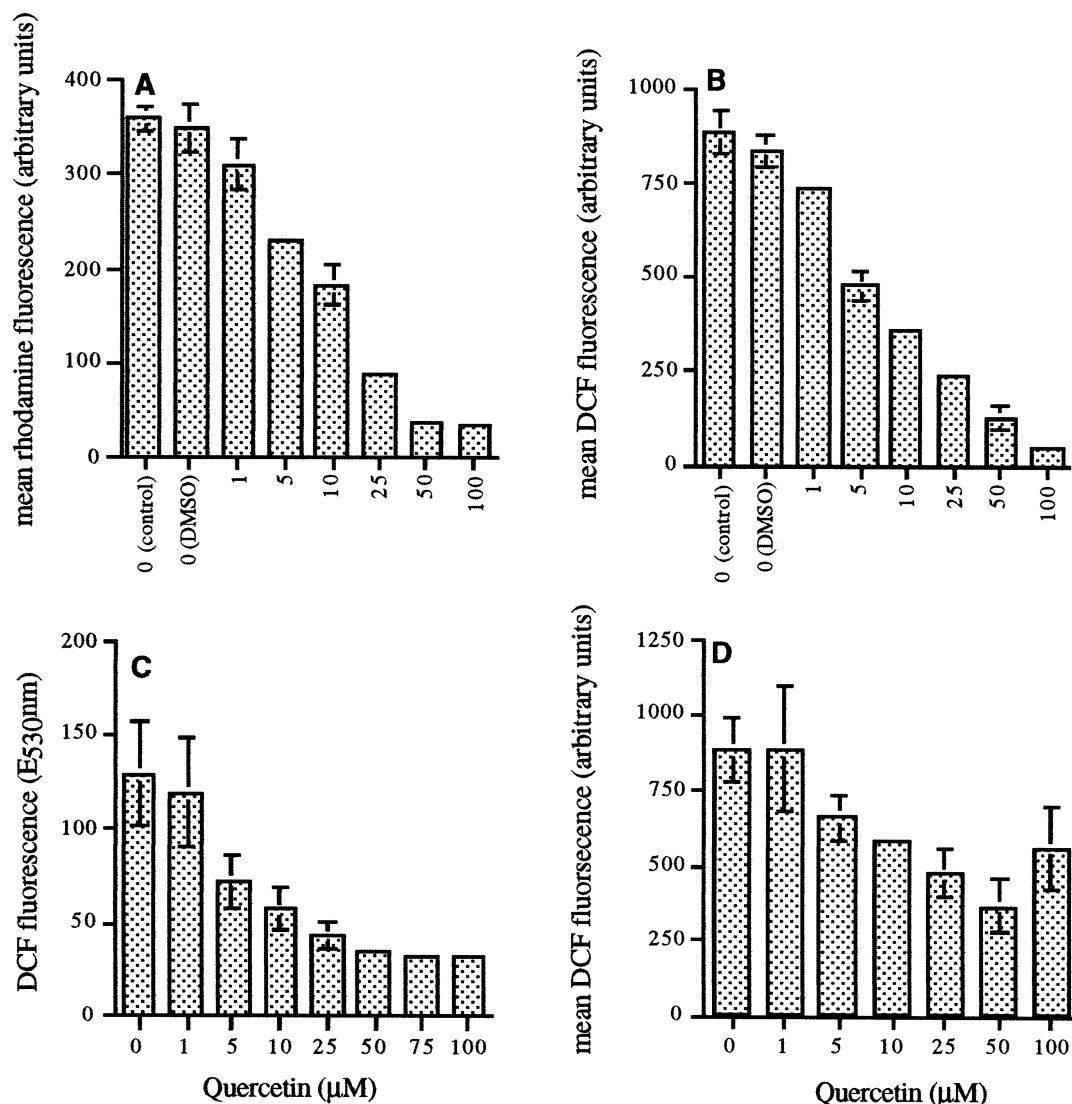 A
mean rhodamine fluorescence (arbitrary units)
400
300
200
100
0
0 (control)
0 (DMSO)
1
5
10
25
50
100
B
mean DCF fluorescence (arbitrary units)
1000
750
500
250
0
0 (control)
0 (DMSO)
1
5
10
25
50
100
C
DCF fluorescence (E530nm)
200
150
100
50
0
0 1 5 10 25 50 75 100
Quercetin (μM)
D
mean DCF fluorsecence (arbitrary units)
1250
1000
750
500
250
0
0 1 5 10 25 50 100
Quercetin (μM)